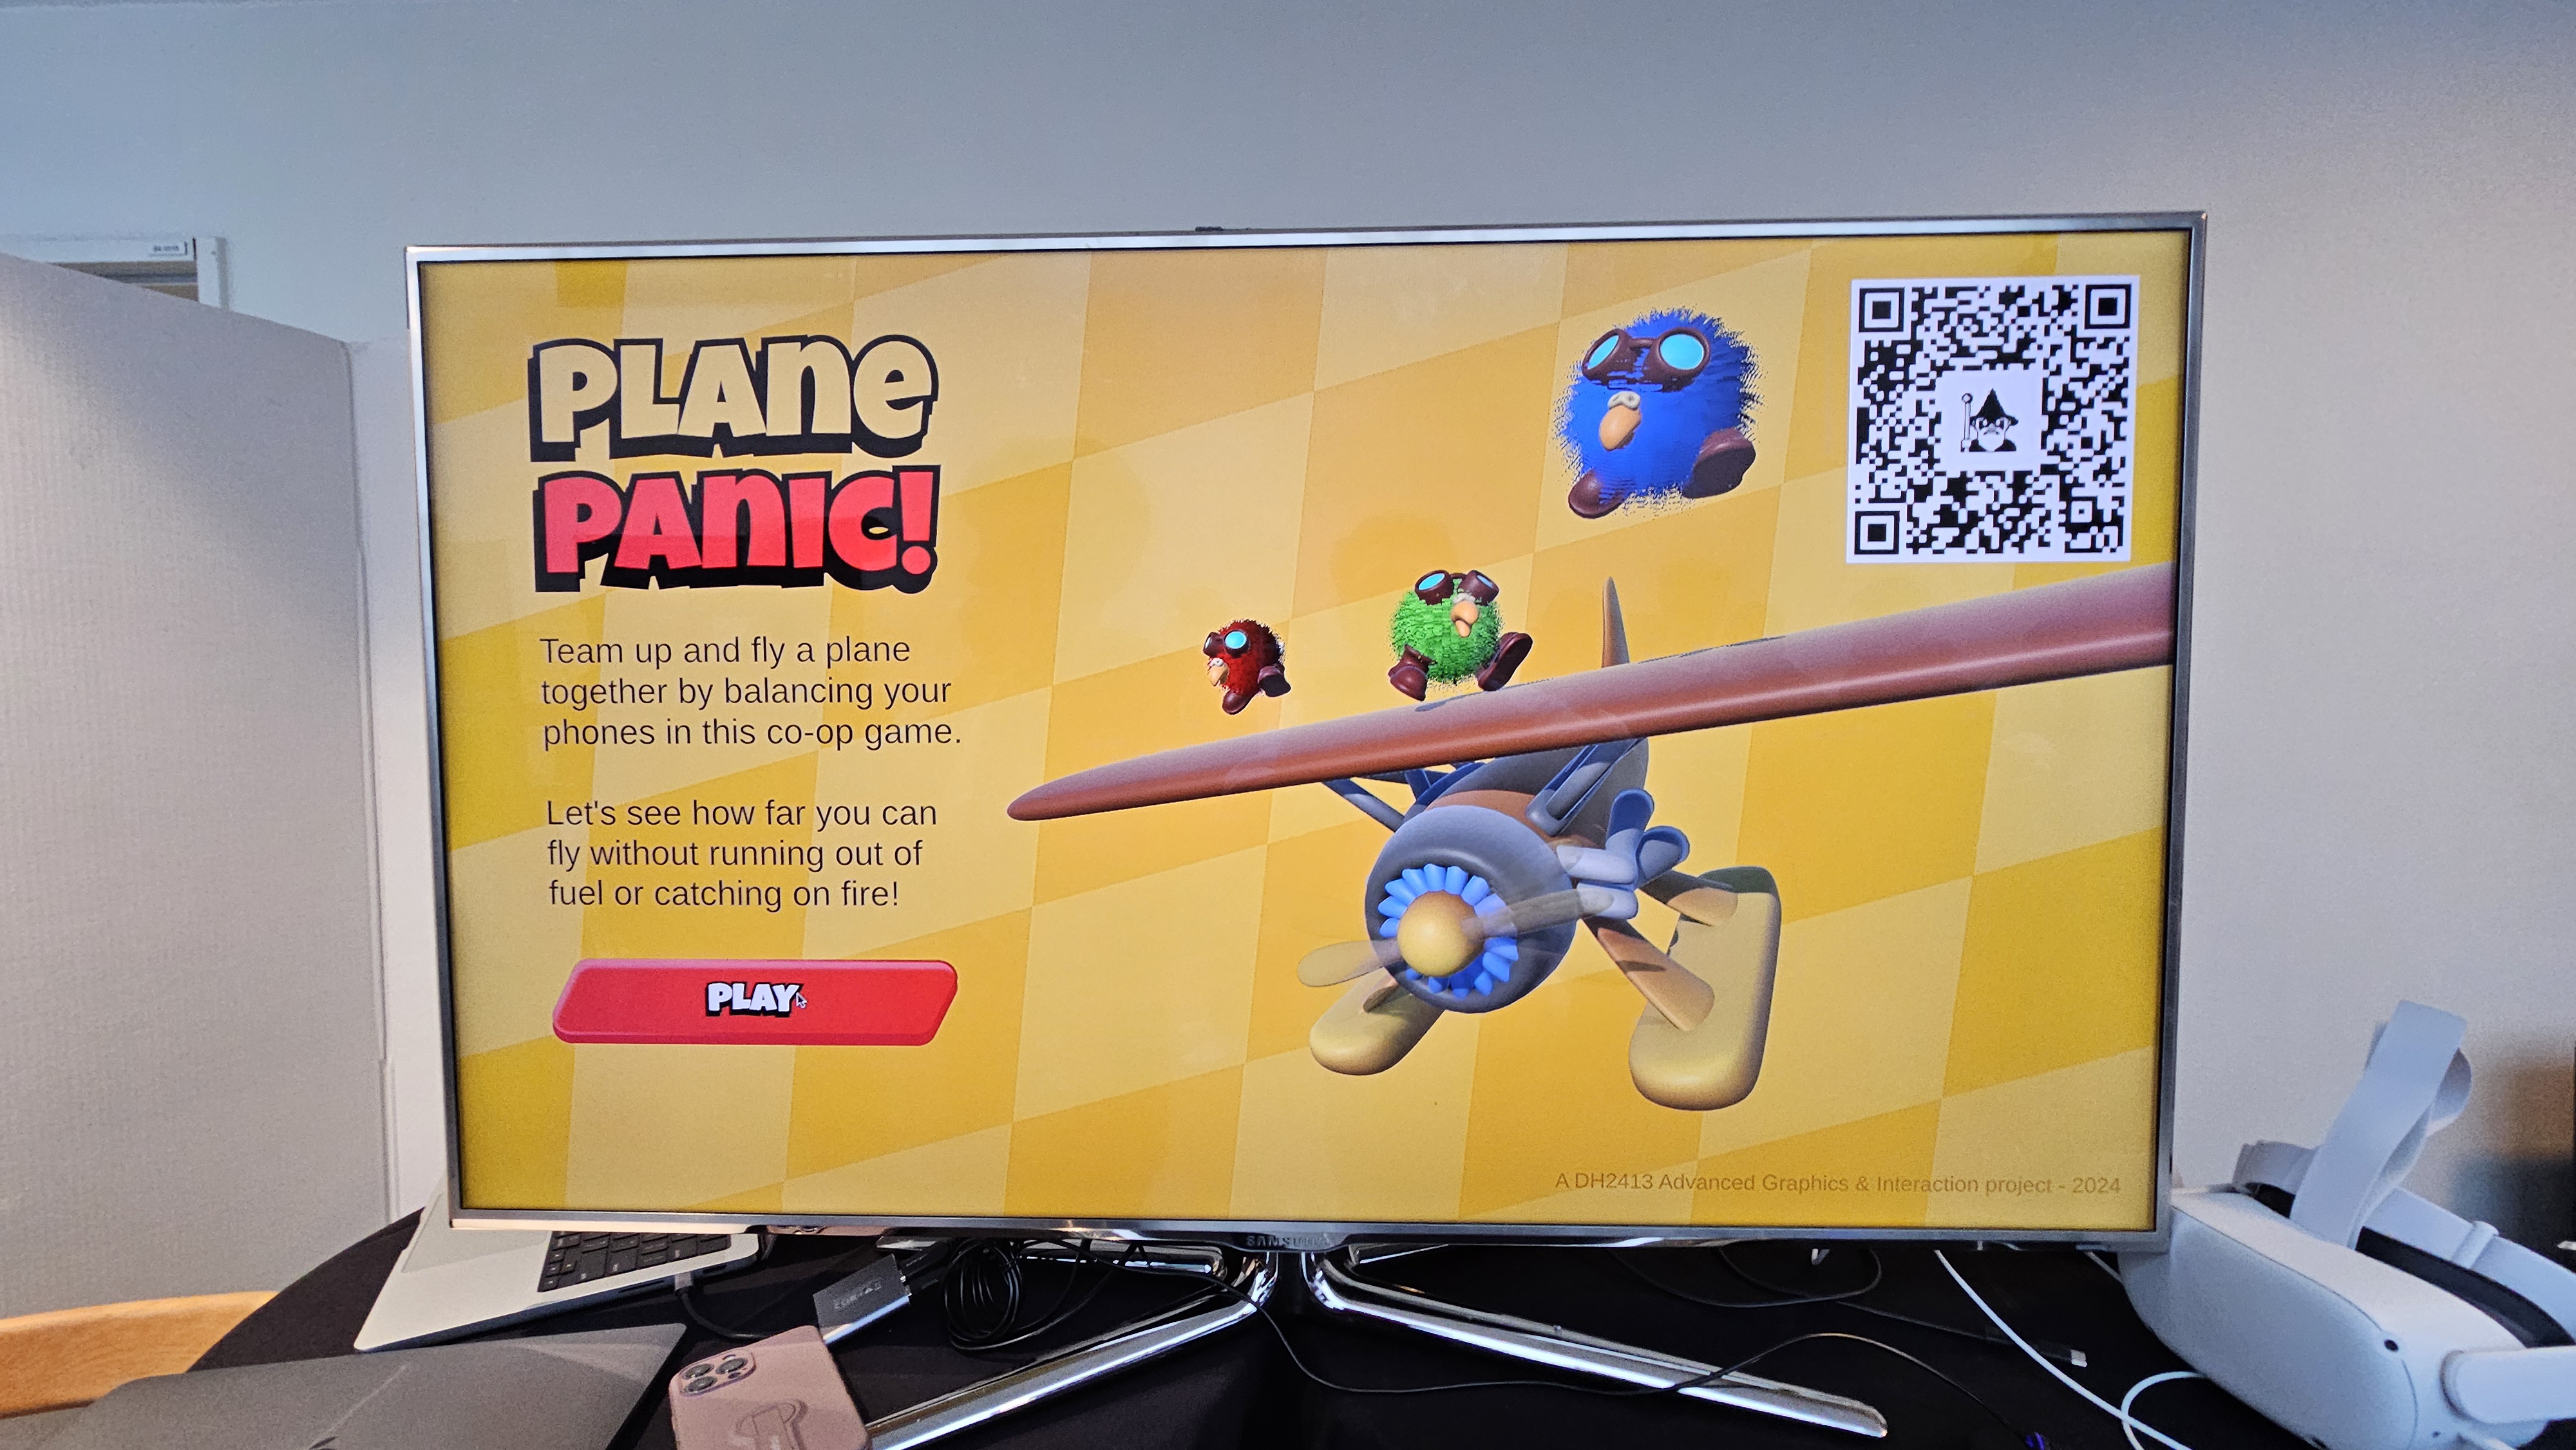 PLANE
PANIC!
Team up and fly a plane
together by balancing your
phones in this co-op game.
Let's see how far you can
fly without running out of
fuel or catching on fire!
PLAY
A DH2413 Advanced Graphics & Interaction project - 2024
SAMSUNG